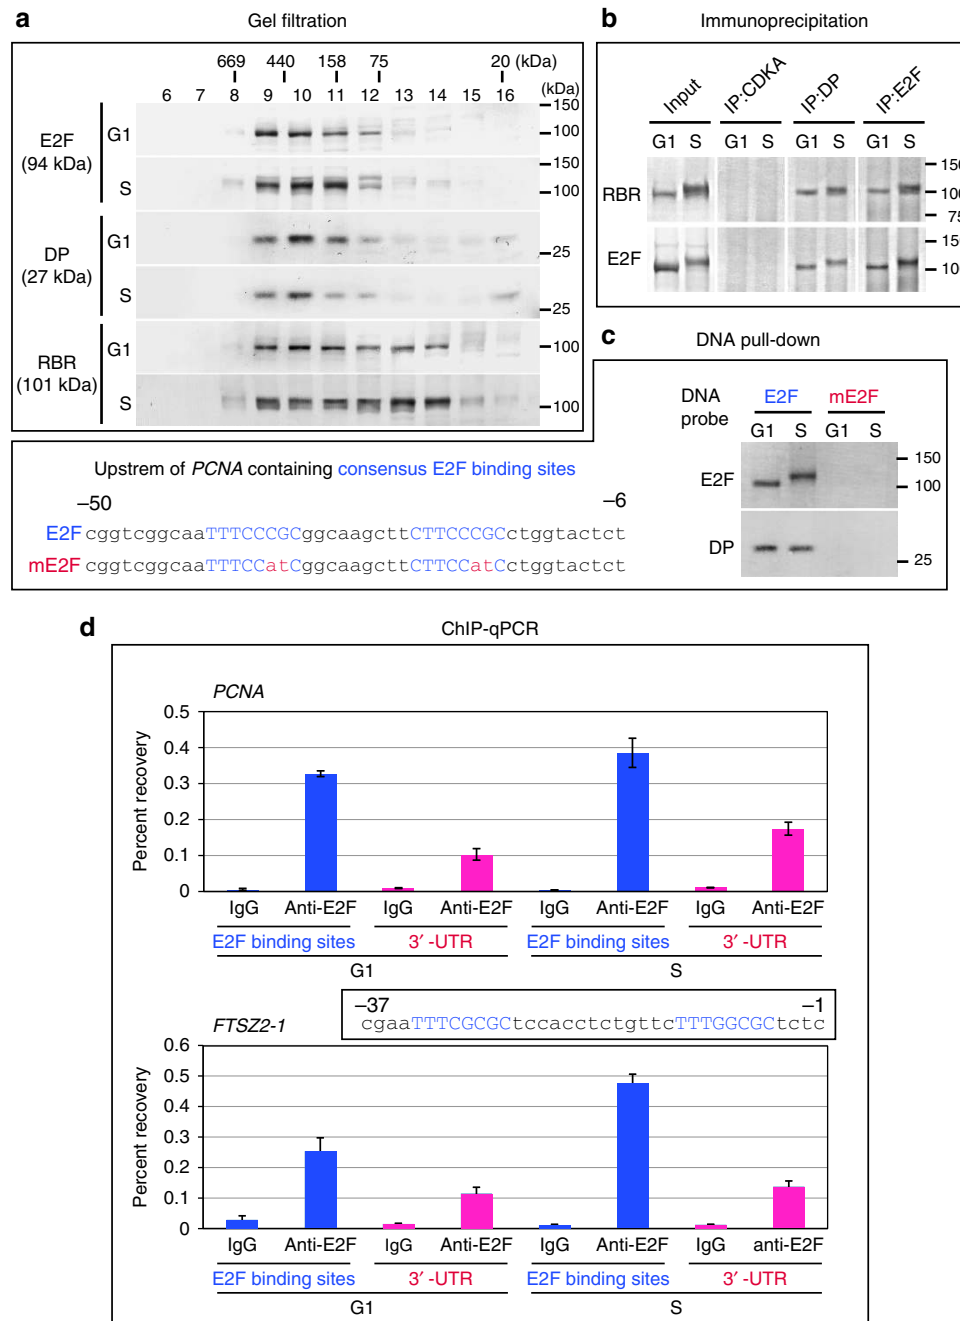 a
Gel filtration
669 440 158 75 20 (kDa)
6 7 8 9 10 11 12 13 14 15 16
(kDa)
E2F
(94 kDa)
G1
150
100
S
150
100
DP
(27 kDa)
G1
25
S
25
RBR
(101 kDa)
G1
100
S
100
b
Immunoprecipitation
Input IP:CDKA IP:DP IP:E2F
G1 S G1 S G1 S G1 S
RBR
150
100
75
E2F
150
100
c
DNA pull-down
DNA
probe
E2F mE2F
G1 S G1 S
E2F
150
100
DP
25
Upstrem of PCNA containing consensus E2F binding sites
–50 –6
E2F cggtcggcaaTTTCCCGCggcaagcttCTTCCCGCctggtactct
mE2F cggtcggcaaTTTCCatCggcaagcttCTTCCatCctggtactct
d
ChIP-qPCR
PCNA
Percent recovery
0.5
0.4
0.3
0.2
0.1
0
IgG Anti-E2F IgG Anti-E2F IgG Anti-E2F IgG Anti-E2F
E2F binding sites 3′ -UTR E2F binding sites 3′ -UTR
G1 S
–37 –1
cgaaTTTCGCGCtccacctctgttcTTTGGCGCtctc
FTSZ2-1
Percent recovery
0.6
0.5
0.4
0.3
0.2
0.1
0
IgG Anti-E2F IgG Anti-E2F IgG Anti-E2F IgG anti-E2F
E2F binding sites 3′ -UTR E2F binding sites 3′ -UTR
G1 S